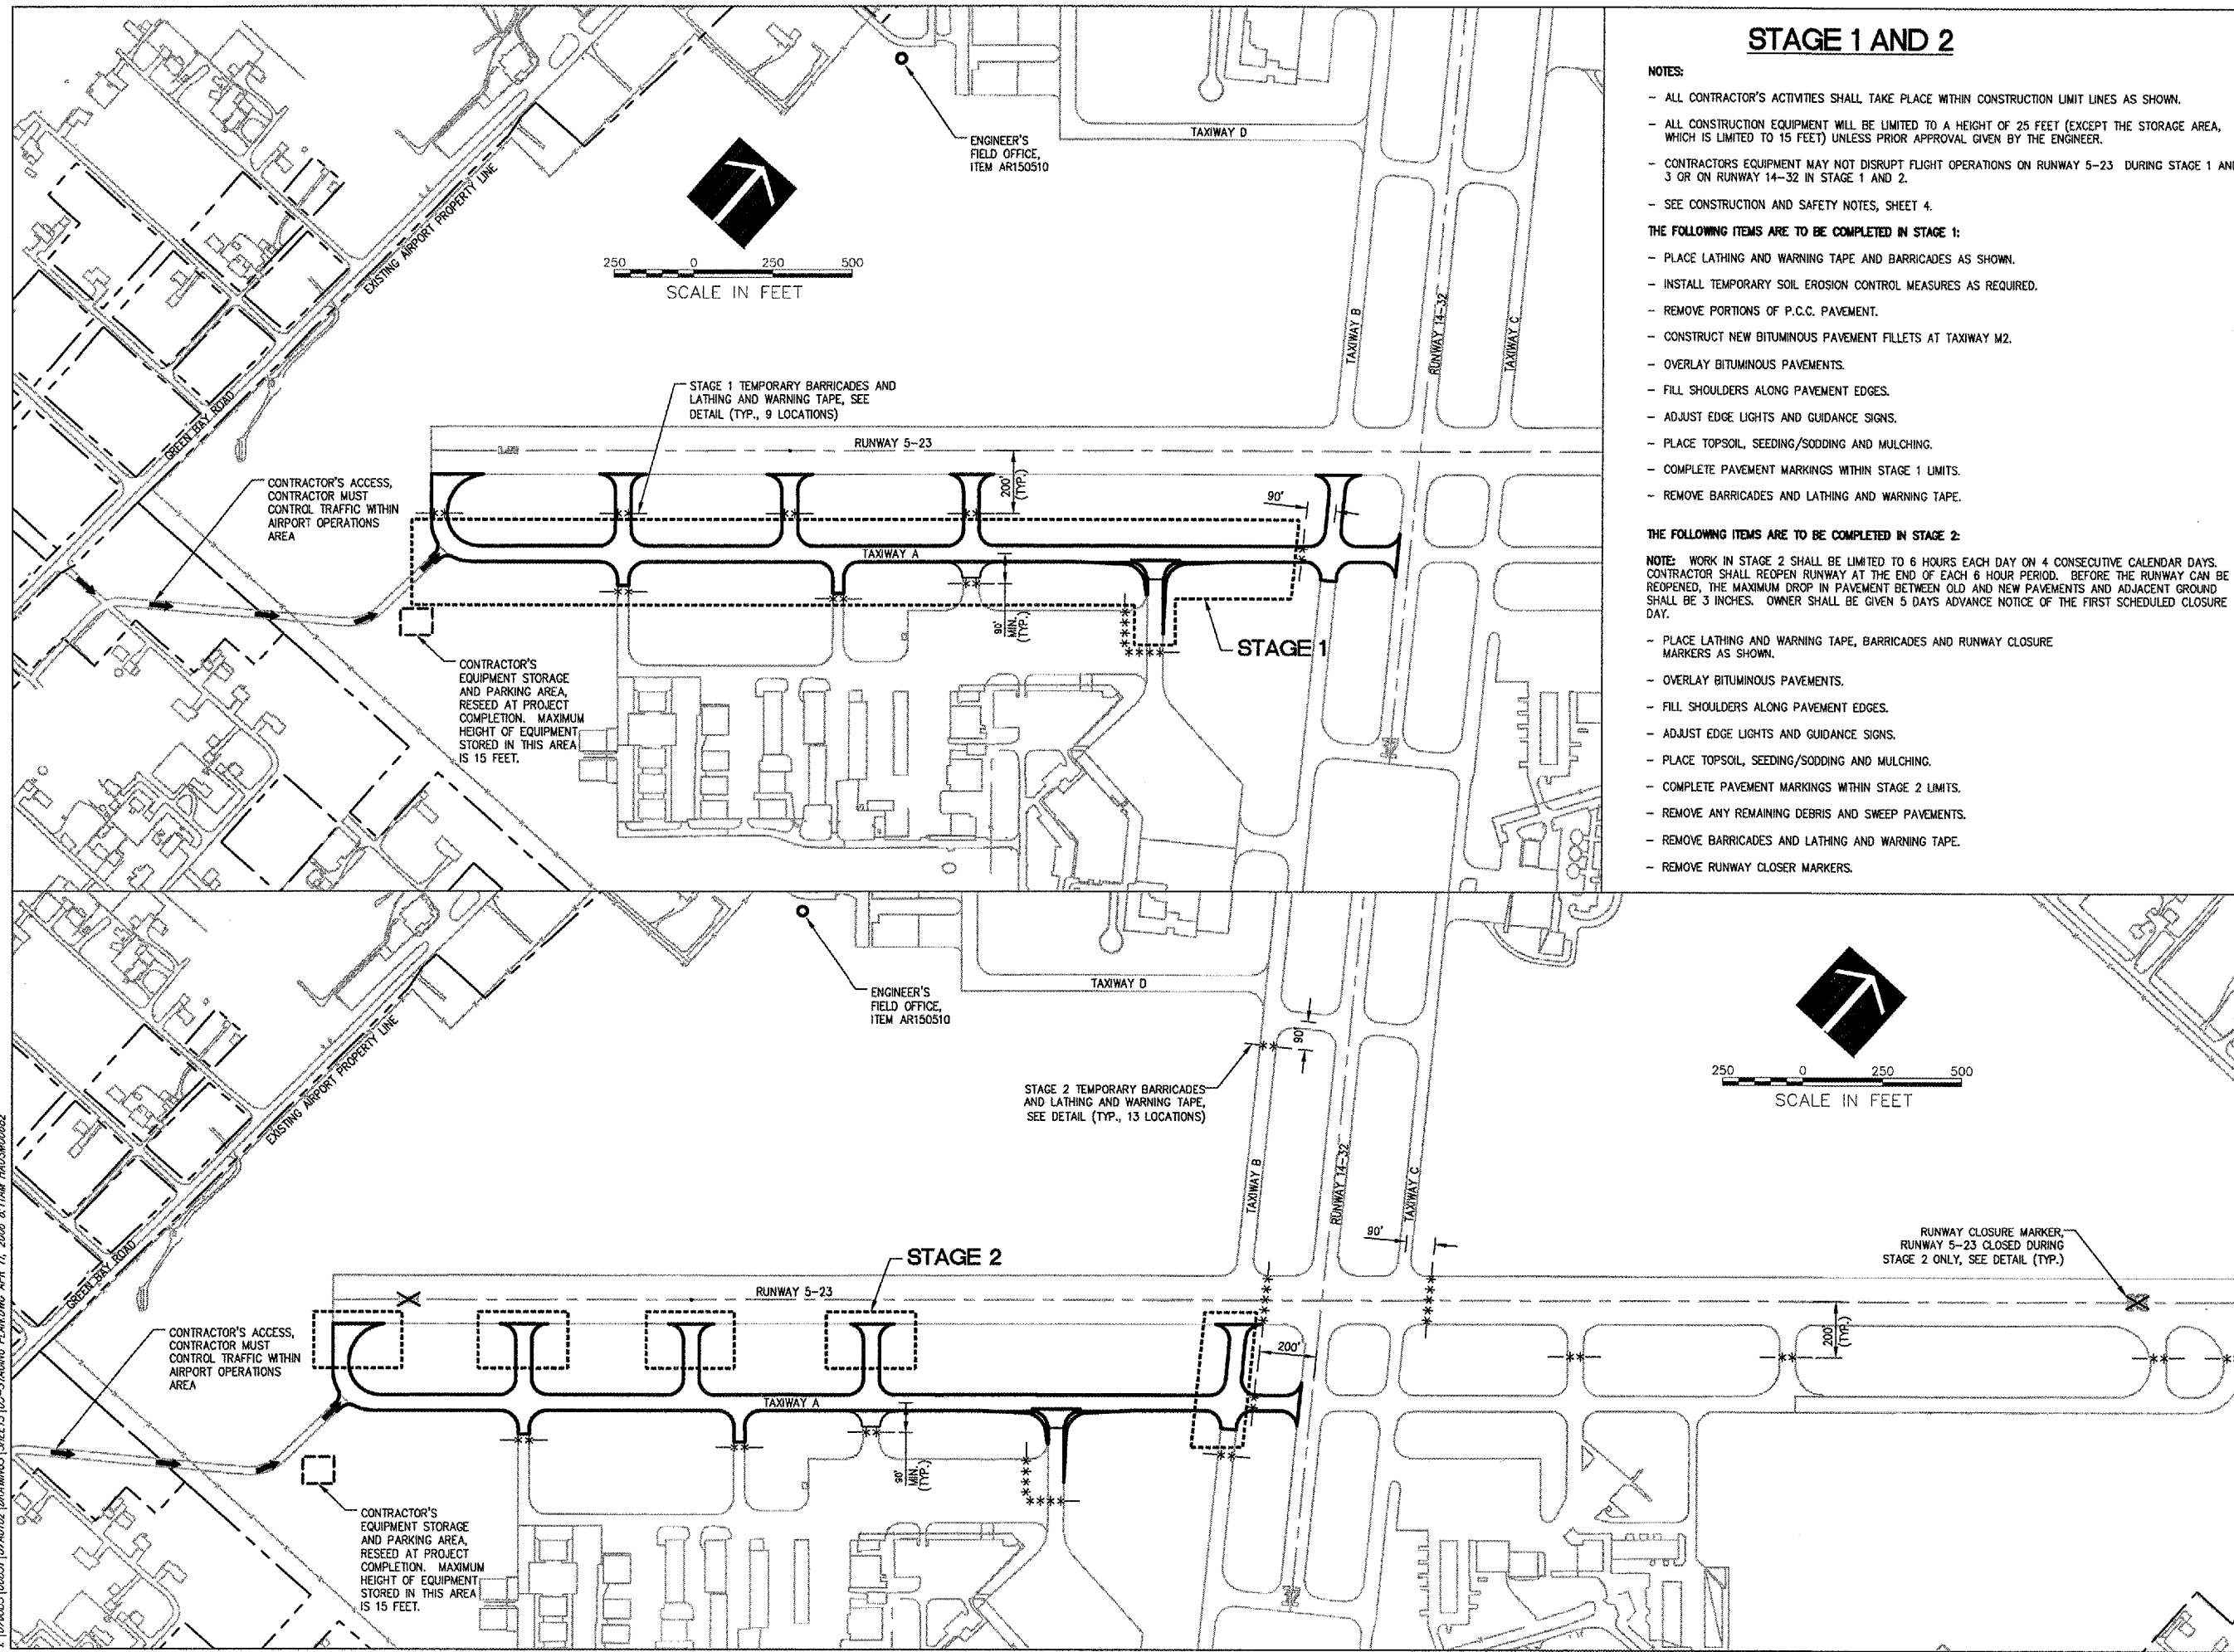 STAGE 1 AND 2
NOTES:
- ALL CONTRACTOR'S ACTIVITIES SHALL TAKE PLACE WITHIN CONSTRUCTION LIMIT LINES AS SHOWN.
- ALL CONSTRUCTION EQUIPMENT WILL BE LIMITED TO A HEIGHT OF 25 FEET (EXCEPT THE STORAGE AREA,
WHICH IS LIMITED TO 15 FEET) UNLESS PRIOR APPROVAL GIVEN BY THE ENGINEER.
- CONTRACTORS EQUIPMENT MAY NOT DISRUPT FLIGHT OPERATIONS ON RUNWAY 5-23 DURING STAGE 1 AND
3 OR ON RUNWAY 14-32 IN STAGE 1 AND 2.
- SEE CONSTRUCTION AND SAFETY NOTES, SHEET 4.
THE FOLLOWING ITEMS ARE TO BE COMPLETED IN STAGE 1:
- PLACE LATHING AND WARNING TAPE AND BARRICADES AS SHOWN.
- INSTALL TEMPORARY SOIL EROSION CONTROL MEASURES AS REQUIRED.
- REMOVE PORTIONS OF P.C.C. PAVEMENT.
- CONSTRUCT NEW BITUMINOUS PAVEMENT FILLETS AT TAXIWAY M2.
- OVERLAY BITUMINOUS PAVEMENTS.
- FILL SHOULDERS ALONG PAVEMENT EDGES.
- ADJUST EDGE LIGHTS AND GUIDANCE SIGNS.
- PLACE TOPSOIL, SEEDING/SODDING AND MULCHING.
- COMPLETE PAVEMENT MARKINGS WITHIN STAGE 1 LIMITS.
- REMOVE BARRICADES AND LATHING AND WARNING TAPE.
THE FOLLOWING ITEMS ARE TO BE COMPLETED IN STAGE 2:
NOTE: WORK IN STAGE 2 SHALL BE LIMITED TO 6 HOURS EACH DAY ON 4 CONSECUTIVE CALENDAR DAYS.
CONTRACTOR SHALL REOPEN RUNWAY AT THE END OF EACH 6 HOUR PERIOD. BEFORE THE RUNWAY CAN BE
REOPENED, THE MAXIMUM DROP IN PAVEMENT BETWEEN OLD AND NEW PAVEMENTS AND ADJACENT GROUND
SHALL BE 3 INCHES. OWNER SHALL BE GIVEN 5 DAYS ADVANCE NOTICE OF THE FIRST SCHEDULED CLOSURE
DAY.
- PLACE LATHING AND WARNING TAPE, BARRICADES AND RUNWAY CLOSURE
MARKERS AS SHOWN.
- OVERLAY BITUMINOUS PAVEMENTS.
- FILL SHOULDERS ALONG PAVEMENT EDGES.
- ADJUST EDGE LIGHTS AND GUIDANCE SIGNS.
- PLACE TOPSOIL, SEEDING/SODDING AND MULCHING.
- COMPLETE PAVEMENT MARKINGS WITHIN STAGE 2 LIMITS.
- REMOVE ANY REMAINING DEBRIS AND SWEEP PAVEMENTS.
- REMOVE BARRICADES AND LATHING AND WARNING TAPE.
- REMOVE RUNWAY CLOSER MARKERS.
ENGINEER'S
FIELD OFFICE,
ITEM AR150510
TAXIWAY D
EXISTING AIRPORT PROPERTY LINE
250 0 250 500
SCALE IN FEET
TAXIWAY B
RUNWAY 14-32
TAXIWAY C
STAGE 1 TEMPORARY BARRICADES AND
LATHING AND WARNING TAPE, SEE
DETAIL (TYP., 9 LOCATIONS)
GREEN BAY ROAD
RUNWAY 5-23
CONTRACTOR'S ACCESS,
CONTRACTOR MUST
CONTROL TRAFFIC WITHIN
AIRPORT OPERATIONS
AREA
200'
(TYP.)
90'
TAXIWAY A
90'
MIN.
(TYP.)
STAGE 1
CONTRACTOR'S
EQUIPMENT STORAGE
AND PARKING AREA,
RESEED AT PROJECT
COMPLETION. MAXIMUM
HEIGHT OF EQUIPMENT
STORED IN THIS AREA
IS 15 FEET.
ENGINEER'S
FIELD OFFICE,
ITEM AR150510
TAXIWAY D
EXISTING AIRPORT PROPERTY LINE
90'
250 0 250 500
SCALE IN FEET
STAGE 2 TEMPORARY BARRICADES
AND LATHING AND WARNING TAPE,
SEE DETAIL (TYP., 13 LOCATIONS)
TAXIWAY B
RUNWAY 14-32
TAXIWAY C
90'
GREEN BAY ROAD
STAGE 2
RUNWAY CLOSURE MARKER,
RUNWAY 5-23 CLOSED DURING
STAGE 2 ONLY, SEE DETAIL (TYP.)
RUNWAY 5-23
CONTRACTOR'S ACCESS,
CONTRACTOR MUST
CONTROL TRAFFIC WITHIN
AIRPORT OPERATIONS
AREA
200'
200'
(TYP.)
TAXIWAY A
90'
MIN.
(TYP.)
CONTRACTOR'S
EQUIPMENT STORAGE
AND PARKING AREA,
RESEED AT PROJECT
COMPLETION. MAXIMUM
HEIGHT OF EQUIPMENT
STORED IN THIS AREA
IS 15 FEET.